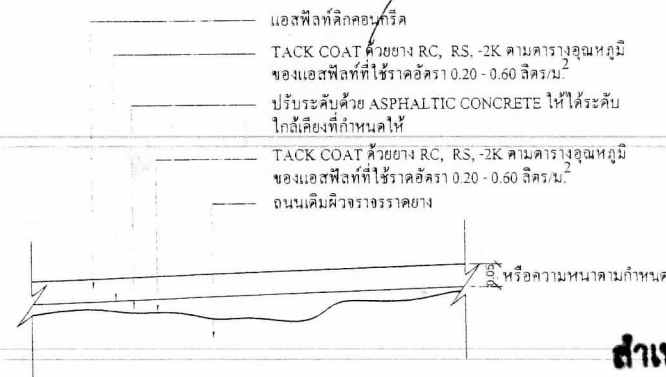 แอสฟัลท์ติกคอนกรีต
TACK COAT ด้วยยาง RC, RS, -2K ตามตารางอุณหภูมิ
ของแอสฟัลท์ที่ใช้ราดอัตรา 0.20 - 0.60 ลิตร/ม.2
ปรับระดับด้วย ASPHALTIC CONCRETE ให้ได้ระดับ
ใกล้เคียงที่กำหนดให้
TACK COAT ด้วยยาง RC, RS, -2K ตามตารางอุณหภูมิ
ของแอสฟัลท์ที่ใช้ราดอัตรา 0.20 - 0.60 ลิตร/ม.2
ถนนเดิมผิวจราจรราดยาง
0.05 หรือความหนาตามกำหนด